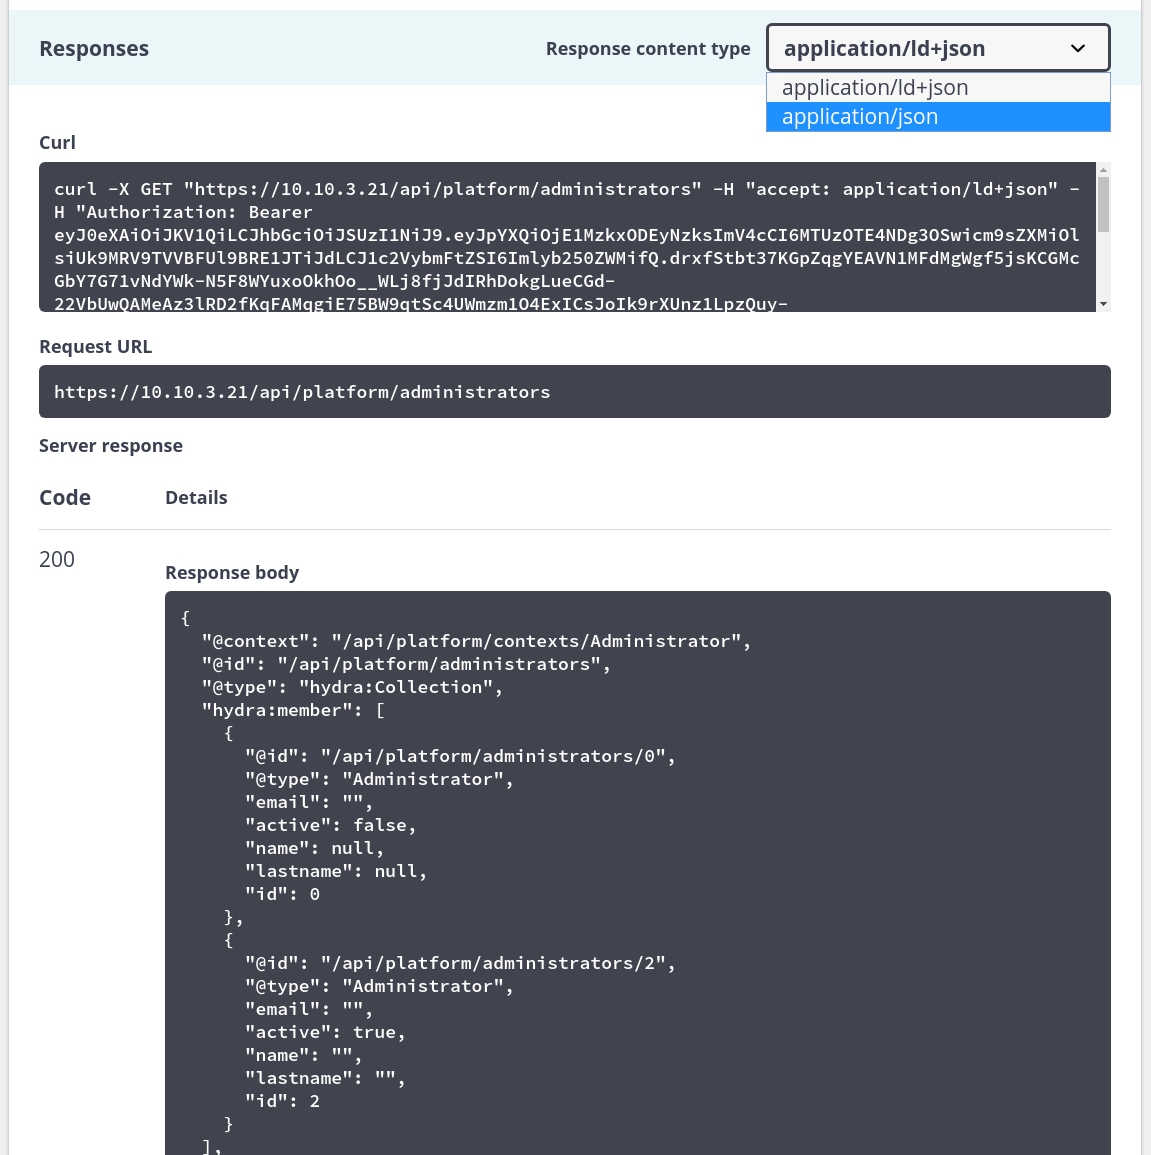 Responses
Response content type
application/ld+json
application/ld+json
application/json
Curl
curl -X GET "https://10.10.3.21/api/platform/administrators" -H "accept: application/ld+json" -
H "Authorization: Bearer
eyJ0eXAiOiJKV1QiLCJhbGciOiJSUzI1NiJ9.eyJpYXQiOjE1MzkxODEyNzksImV4cCI6MTUzOTE4NDg3OSwicm9sZXMiOl
siUk9MRV9TVVBFUl9BRE1JTiJdLCJ1c2VybmFtZSI6Imlyb250ZWMifQ.drxfStbt37KGpZqgYEAVN1MFdMgWgf5jsKCGMc
GbY7G71vNdYWk-N5F8WYuxoOkhOo__WLj8fjJdIRhDokgLueCGd-
22VbUwQAMeAz3lRD2fKqFAMqgiE75BW9qtSc4UWmzm1O4ExICsJoIk9rXUnz1LpzQuy-
Request URL
https://10.10.3.21/api/platform/administrators
Server response
Code
Details
200
Response body
{
  "@context": "/api/platform/contexts/Administrator",
  "@id": "/api/platform/administrators",
  "@type": "hydra:Collection",
  "hydra:member": [
    {
      "@id": "/api/platform/administrators/0",
      "@type": "Administrator",
      "email": "",
      "active": false,
      "name": null,
      "lastname": null,
      "id": 0
    },
    {
      "@id": "/api/platform/administrators/2",
      "@type": "Administrator",
      "email": "",
      "active": true,
      "name": "",
      "lastname": "",
      "id": 2
    }
  ],